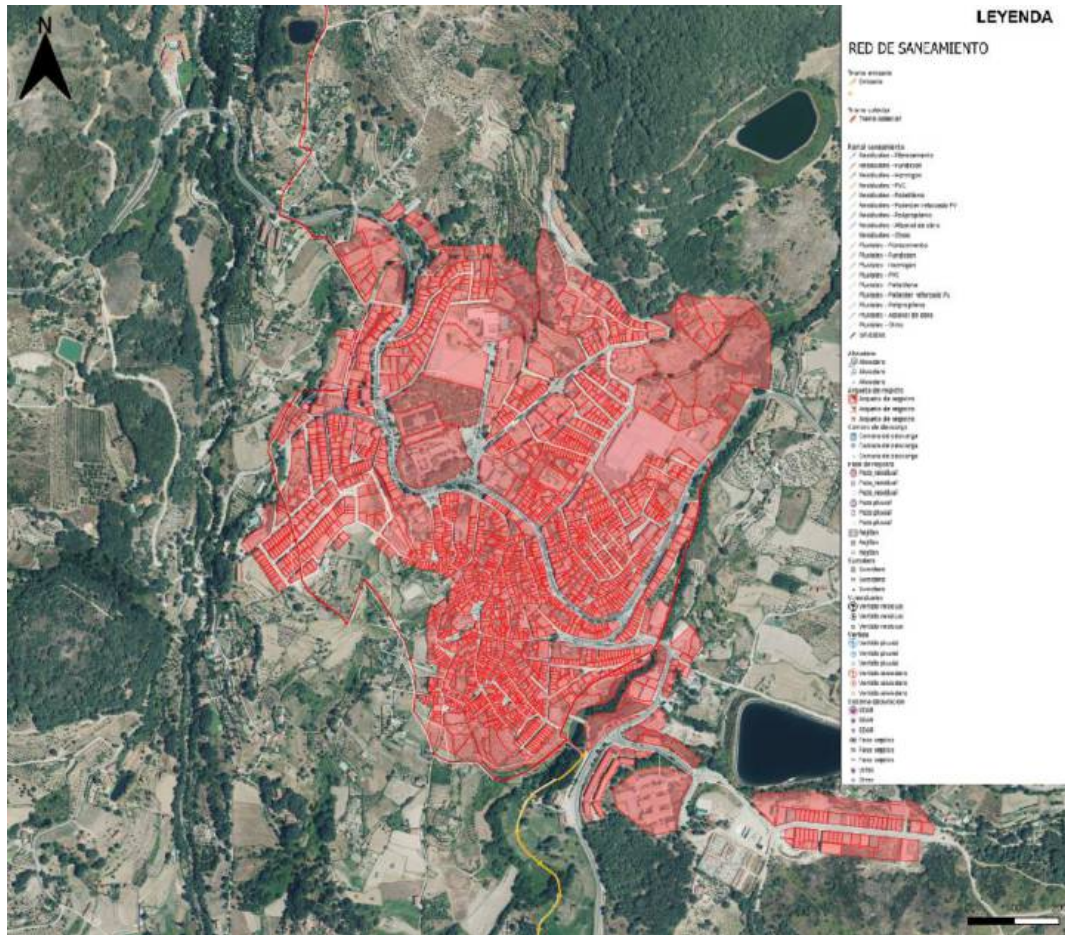 N
LEYENDA
RED DE SANEAMIENTO
Tramo emisario
Emisario
Tramo colector
Tramo colector
Ramal saneamiento
Residuales - Fibrocemento
Residuales - Fundición
Residuales - Hormigón
Residuales - PVC
Residuales - Polietileno
Residuales - Poliéster reforzado FV
Residuales - Polipropileno
Residuales - Albañal de obra
Residuales - Otros
Pluviales - Fibrocemento
Pluviales - Fundición
Pluviales - Hormigón
Pluviales - PVC
Pluviales - Polietileno
Pluviales - Poliéster reforzado FV
Pluviales - Polipropileno
Pluviales - Albañal de obra
Pluviales - Otros
Aliviadero
Aliviadero
Aliviadero
Aliviadero
Arqueta de registro
Arqueta de registro
Arqueta de registro
Arqueta de registro
Cámara de descarga
Cámara de descarga
Cámara de descarga
Cámara de descarga
Pozo de registro
Pozo residual
Pozo residual
Pozo residual
Pozo pluvial
Pozo pluvial
Pozo pluvial
Rejillas
Rejillas
Rejillas
Sumidero
Sumidero
Sumidero
Sumidero
Vertido residual
Vertido residual
Vertido residual
Vertido
Vertido pluvial
Vertido pluvial
Vertido pluvial
Vertido aliviadero
Vertido aliviadero
Vertido aliviadero
Sistema depuración
EDAR
EDAR
EDAR
Fosa séptica
Fosa séptica
Fosa séptica
Otros
Otros